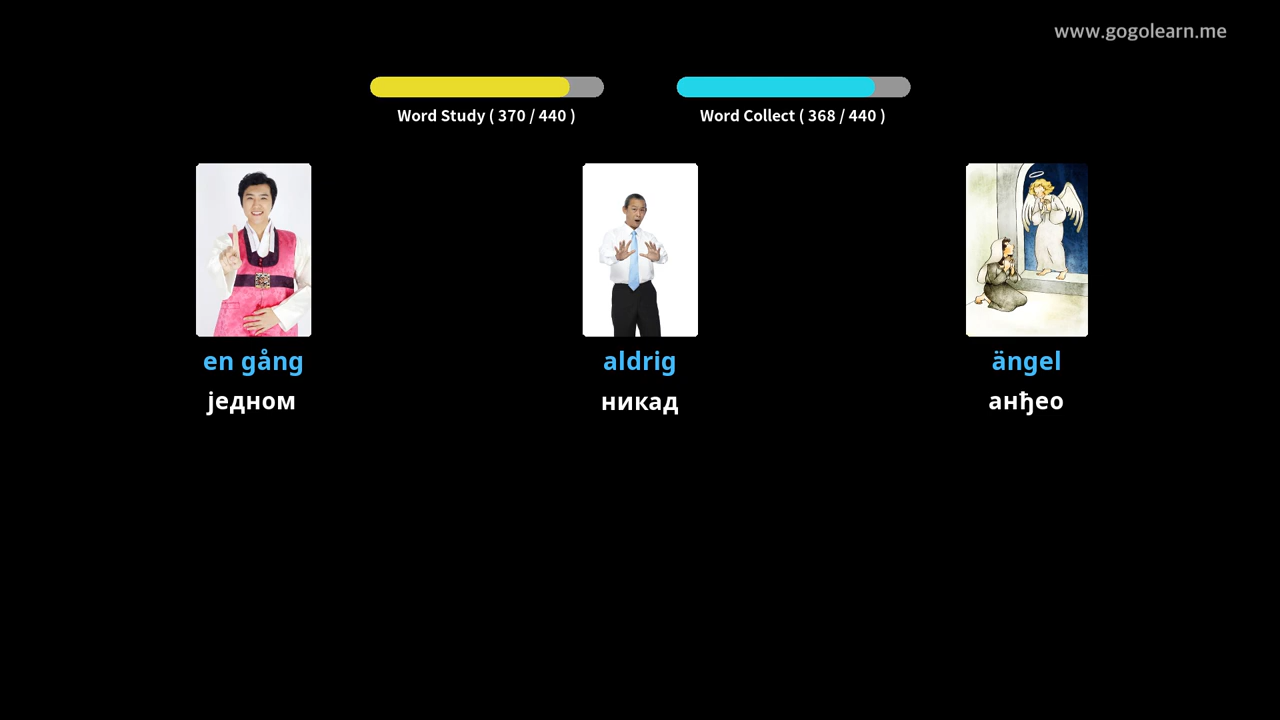 www.gogolearn.me
Word Study ( 370 / 440 )
Word Collect ( 368 / 440 )
en gång
aldrig
ängel
једном
никад
анђео